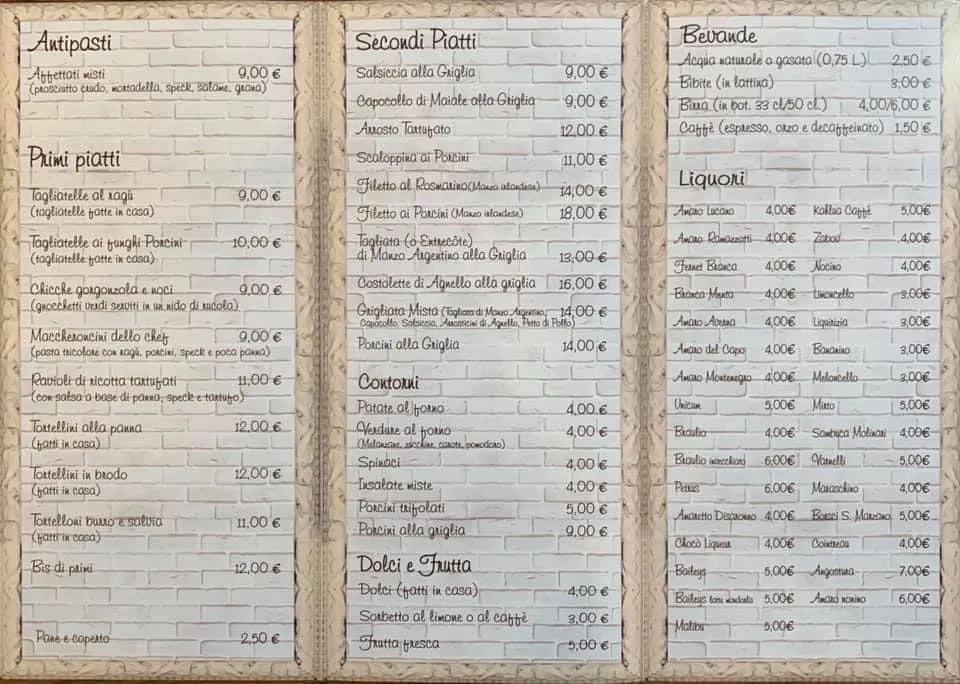 Antipasti
Affettati misti 9,00 €
(prosciutto crudo, mortadella, speck, salame, grana)
Primi piatti
Tagliatelle al ragù 9,00 €
(tagliatelle fatte in casa)
Tagliatelle ai funghi Porcini 10,00 €
(tagliatelle fatte in casa)
Chicche gorgonzola e noci 9,00 €
(gnocchetti verdi serviti in un nido di rucola)
Maccheroncini dello chef 9,00 €
(pasta tricolore con ragù, porcini, speck e poca panna)
Ravioli di ricotta tartufati 11,00 €
(con salsa a base di panna, speck e tartufo)
Tortellini alla panna 12,00 €
(fatti in casa)
Tortellini in brodo 12,00 €
(fatti in casa)
Tortelloni burro e salvia 11,00 €
(fatti in casa)
Bis di primi 12,00 €
Pane e coperto 2,50 €
Secondi Piatti
Salsiccia alla Griglia 9,00 €
Capocollo di Maiale alla Griglia 9,00 €
Arrosto Tartufato 12,00 €
Scaloppina ai Porcini 11,00 €
Filetto al Rosmarino (Manzo irlandese) 14,00 €
Filetto ai Porcini (Manzo irlandese) 18,00 €
Tagliata (o Entrecôte)
di Manzo Argentino alla Griglia 13,00 €
Costolette di Agnello alla griglia 16,00 €
Grigliata Mista (Tagliata di Manzo Argentino, 14,00 €
Capocollo, Salsiccia, Arrosticini di Agnello, Petto di Pollo)
Porcini alla Griglia 14,00 €
Contorni
Patate al forno 4,00 €
Verdure al forno 4,00 €
(Melanzane, zucchine, carote, pomodoro)
Spinaci 4,00 €
Insalate miste 4,00 €
Porcini trifolati 5,00 €
Porcini alla griglia 9,00 €
Dolci e Frutta
Dolci (fatti in casa) 4,00 €
Sorbetto al limone o al caffè 3,00 €
Frutta fresca 5,00 €
Bevande
Acqua naturale o gasata (0,75 L) 2,50 €
Bibite (in lattina) 3,00 €
Birra (in bot. 33 cl/50 cl.) 4,00/6,00 €
Caffè (espresso, orzo e decaffeinato) 1,50 €
Liquori
Amaro Lucano 4,00€ Kahlua Caffè 5,00€
Amaro Ramazzotti 4,00€ Zabov 4,00€
Fernet Branca 4,00€ Nocino 4,00€
Branca Menta 4,00€ Limoncello 3,00€
Amaro Averna 4,00€ Liquirizia 3,00€
Amaro del Capo 4,00€ Bananino 3,00€
Amaro Montenegro 4,00€ Meloncello 3,00€
Unicum 5,00€ Mirto 5,00€
Braulio 4,00€ Sambuca Molinari 4,00€
Braulio invecchiato 6,00€ Varnelli 5,00€
Petrus 6,00€ Maraschino 4,00€
Amaretto Disaronno 4,00€ Borsci S. Marzano 5,00€
Chocò Liqueur 4,00€ Cointreau 4,00€
Baileys 5,00€ Angostura 7,00€
Baileys 5,00€ Amaro nonino 6,00€
Malibu 5,00€